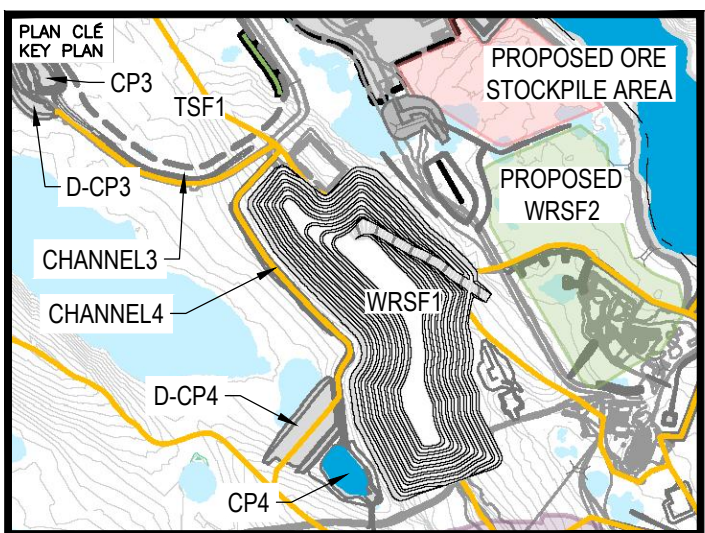 PLAN CLÉ
KEY PLAN
CP3
TSF1
PROPOSED ORE
STOCKPILE AREA
D-CP3
PROPOSED
WRSF2
CHANNEL3
CHANNEL4
WRSF1
D-CP4
CP4